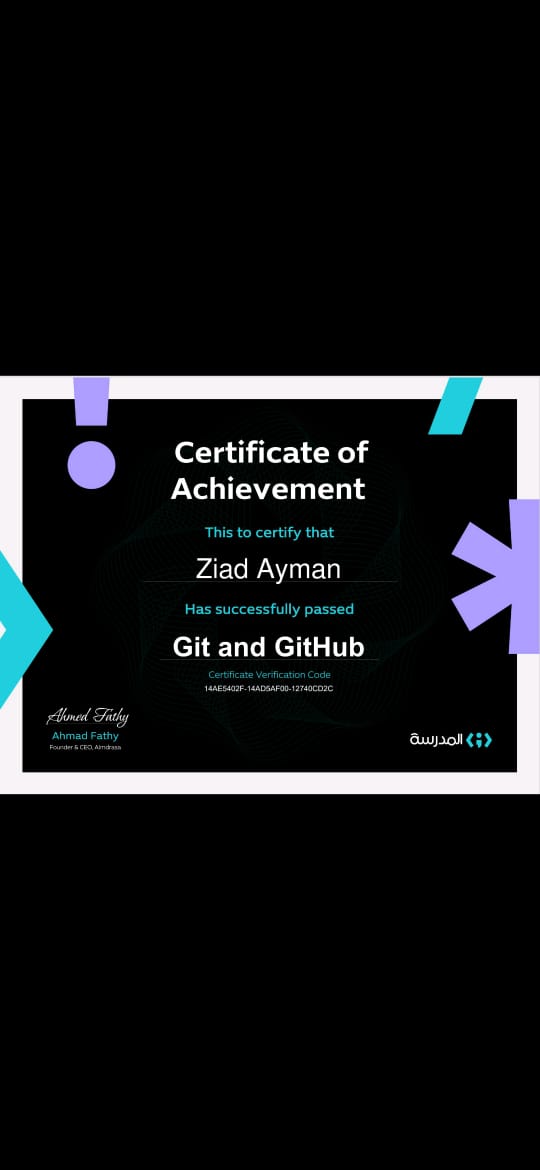 Certificate of
Achievement
This to certify that
Ziad Ayman
Has successfully passed
Git and GitHub
Certificate Verification Code
14AE5402F-14AD5AF00-12740CD2C
Ahmed Fathy
Ahmad Fathy
Founder & CEO, Almdrasa
المدرسة